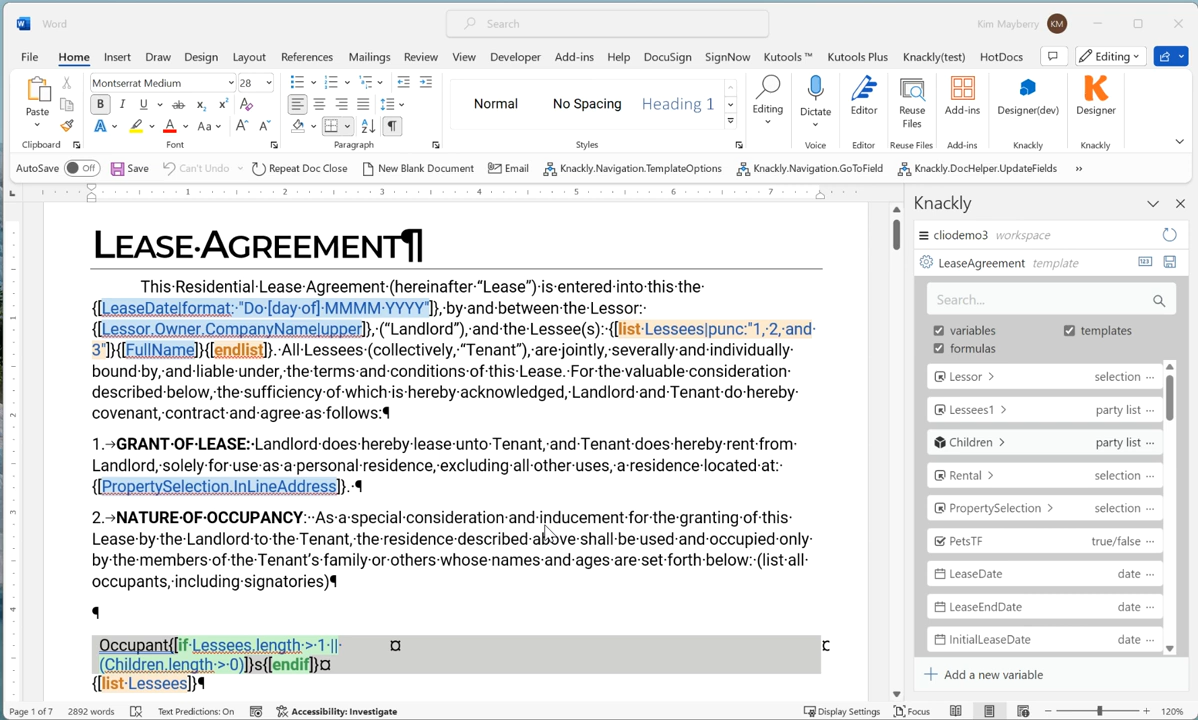 Word
Search
Kim Mayberry KM
File Home Insert Draw Design Layout References Mailings Review View Developer Add-ins Help DocuSign SignNow Kutools ™ Kutools Plus Knackly(test) HotDocs Editing
Montserrat Medium 28
Paste
B I U ab x₂ x² A
A A Aa A A
Normal No Spacing Heading 1
Editing Dictate Editor Reuse Files Add-ins Designer(dev) Designer
Clipboard Font Paragraph Styles Voice Editor Reuse Files Add-ins Knackly Knackly
AutoSave Off Save Can't Undo Repeat Doc Close New Blank Document Email Knackly.Navigation.TemplateOptions Knackly.Navigation.GoToField Knackly.DocHelper.UpdateFields »
1 2 3 4 5 6 7
LEASE·AGREEMENT¶
This·Residential·Lease·Agreement·(hereinafter·“Lease”)·is·entered·into·this·the·
{[LeaseDate|format:·"Do·[day·of]·MMMM·YYYY"]},·by·and·between·the·Lessor:·
{[Lessor.Owner.CompanyName|upper]},·(“Landlord”),·and·the·Lessee(s):·{[list·Lessees|punc:"1,·2,·and·
3"]}{[FullName]}{[endlist]}.·All·Lessees·(collectively,·“Tenant”),·are·jointly,·severally·and·individually·
bound·by,·and·liable·under,·the·terms·and·conditions·of·this·Lease.·For·the·valuable·consideration·
described·below,·the·sufficiency·of·which·is·hereby·acknowledged,·Landlord·and·Tenant·do·hereby·
covenant,·contract·and·agree·as·follows:¶
1.→GRANT·OF·LEASE:·Landlord·does·hereby·lease·unto·Tenant,·and·Tenant·does·hereby·rent·from·
Landlord,·solely·for·use·as·a·personal·residence,·excluding·all·other·uses,·a·residence·located·at:·
{[PropertySelection.InLineAddress]}.·¶
2.→NATURE·OF·OCCUPANCY:··As·a·special·consideration·and·inducement·for·the·granting·of·this·
Lease·by·the·Landlord·to·the·Tenant,·the·residence·described·above·shall·be·used·and·occupied·only·
by·the·members·of·the·Tenant’s·family·or·others·whose·names·and·ages·are·set·forth·below:·(list·all·
occupants,·including·signatories)¶
¶
Occupant{[if·Lessees.length·>·1·||· ¤
(Children.length·>·0)]}s{[endif]}¤
{[list·Lessees]}¶
Knackly
cliodemo3 workspace
LeaseAgreement template
Search...
variables templates
formulas
Lessor > selection ...
Lessees1 > party list ...
Children > party list ...
Rental > selection ...
PropertySelection > selection ...
PetsTF true/false ...
LeaseDate date ...
LeaseEndDate date ...
InitialLeaseDate date ...
Add a new variable
Page 1 of 7 2892 words Text Predictions: On Accessibility: Investigate Display Settings Focus 120%